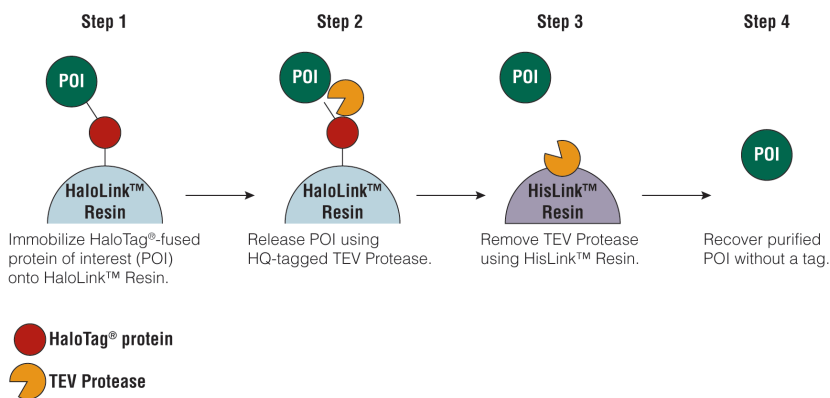 Step 1
Step 2
Step 3
Step 4
POI
POI
POI
POI
HaloLink™
Resin
HaloLink™
Resin
HisLink™
Resin
Immobilize HaloTag®-fused
protein of interest (POI)
onto HaloLink™ Resin.
Release POI using
HQ-tagged TEV Protease.
Remove TEV Protease
using HisLink™ Resin.
Recover purified
POI without a tag.
HaloTag® protein
TEV Protease